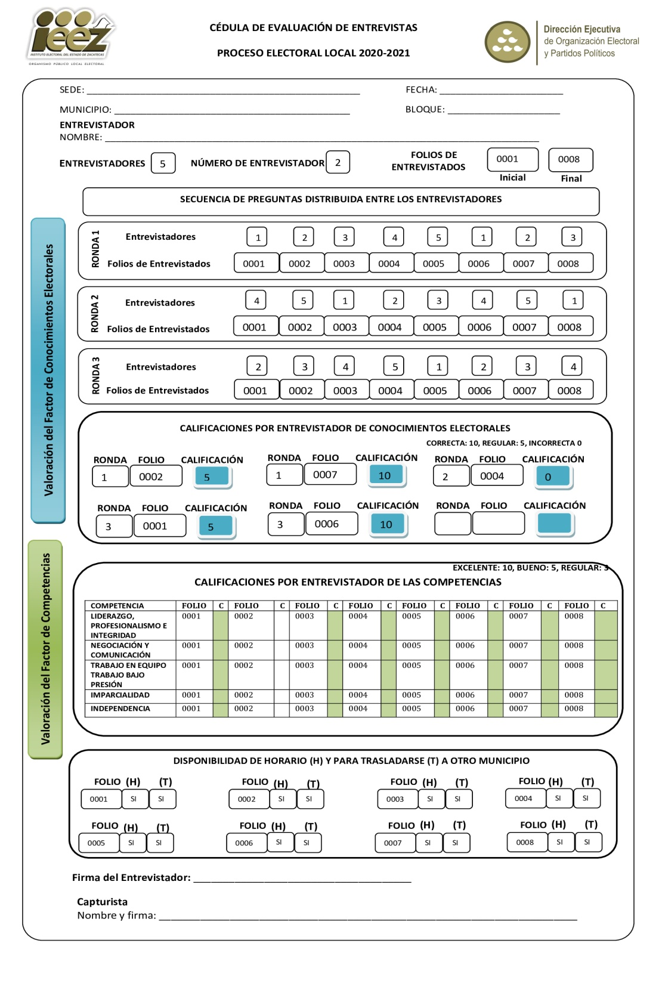 ieez
INSTITUTO ELECTORAL DEL ESTADO DE ZACATECAS
ORGANISMO PÚBLICO LOCAL ELECTORAL
CÉDULA DE EVALUACIÓN DE ENTREVISTAS
PROCESO ELECTORAL LOCAL 2020-2021
Dirección Ejecutiva
de Organización Electoral
y Partidos Políticos
SEDE: FECHA:
MUNICIPIO: BLOQUE:
ENTREVISTADOR
NOMBRE:
ENTREVISTADORES 5 NÚMERO DE ENTREVISTADOR 2 FOLIOS DE ENTREVISTADOS 0001 0008
Inicial Final
SECUENCIA DE PREGUNTAS DISTRIBUIDA ENTRE LOS ENTREVISTADORES
Valoración del Factor de Conocimientos Electorales
RONDA 1
Entrevistadores 1 2 3 4 5 1 2 3
Folios de Entrevistados 0001 0002 0003 0004 0005 0006 0007 0008
RONDA 2
Entrevistadores 4 5 1 2 3 4 5 1
Folios de Entrevistados 0001 0002 0003 0004 0005 0006 0007 0008
RONDA 3
Entrevistadores 2 3 4 5 1 2 3 4
Folios de Entrevistados 0001 0002 0003 0004 0005 0006 0007 0008
CALIFICACIONES POR ENTREVISTADOR DE CONOCIMIENTOS ELECTORALES
CORRECTA: 10, REGULAR: 5, INCORRECTA 0
RONDA FOLIO CALIFICACIÓN RONDA FOLIO CALIFICACIÓN RONDA FOLIO CALIFICACIÓN
1 0002 5 1 0007 10 2 0004 0
RONDA FOLIO CALIFICACIÓN RONDA FOLIO CALIFICACIÓN RONDA FOLIO CALIFICACIÓN
3 0001 5 3 0006 10
Valoración del Factor de Competencias
EXCELENTE: 10, BUENO: 5, REGULAR: 3
CALIFICACIONES POR ENTREVISTADOR DE LAS COMPETENCIAS
COMPETENCIA FOLIO C FOLIO C FOLIO C FOLIO C FOLIO C FOLIO C FOLIO C FOLIO C
LIDERAZGO, 0001 0002 0003 0004 0005 0006 0007 0008
PROFESIONALISMO E
INTEGRIDAD
NEGOCIACIÓN Y 0001 0002 0003 0004 0005 0006 0007 0008
COMUNICACIÓN
TRABAJO EN EQUIPO 0001 0002 0003 0004 0005 0006 0007 0008
TRABAJO BAJO
PRESIÓN
IMPARCIALIDAD 0001 0002 0003 0004 0005 0006 0007 0008
INDEPENDENCIA 0001 0002 0003 0004 0005 0006 0007 0008
DISPONIBILIDAD DE HORARIO (H) Y PARA TRASLADARSE (T) A OTRO MUNICIPIO
FOLIO (H) (T) FOLIO (H) (T) FOLIO (H) (T) FOLIO (H) (T)
0001 SI SI 0002 SI SI 0003 SI SI 0004 SI SI
FOLIO (H) (T) FOLIO (H) (T) FOLIO (H) (T) FOLIO (H) (T)
0005 SI SI 0006 SI SI 0007 SI SI 0008 SI SI
Firma del Entrevistador:
Capturista
Nombre y firma: